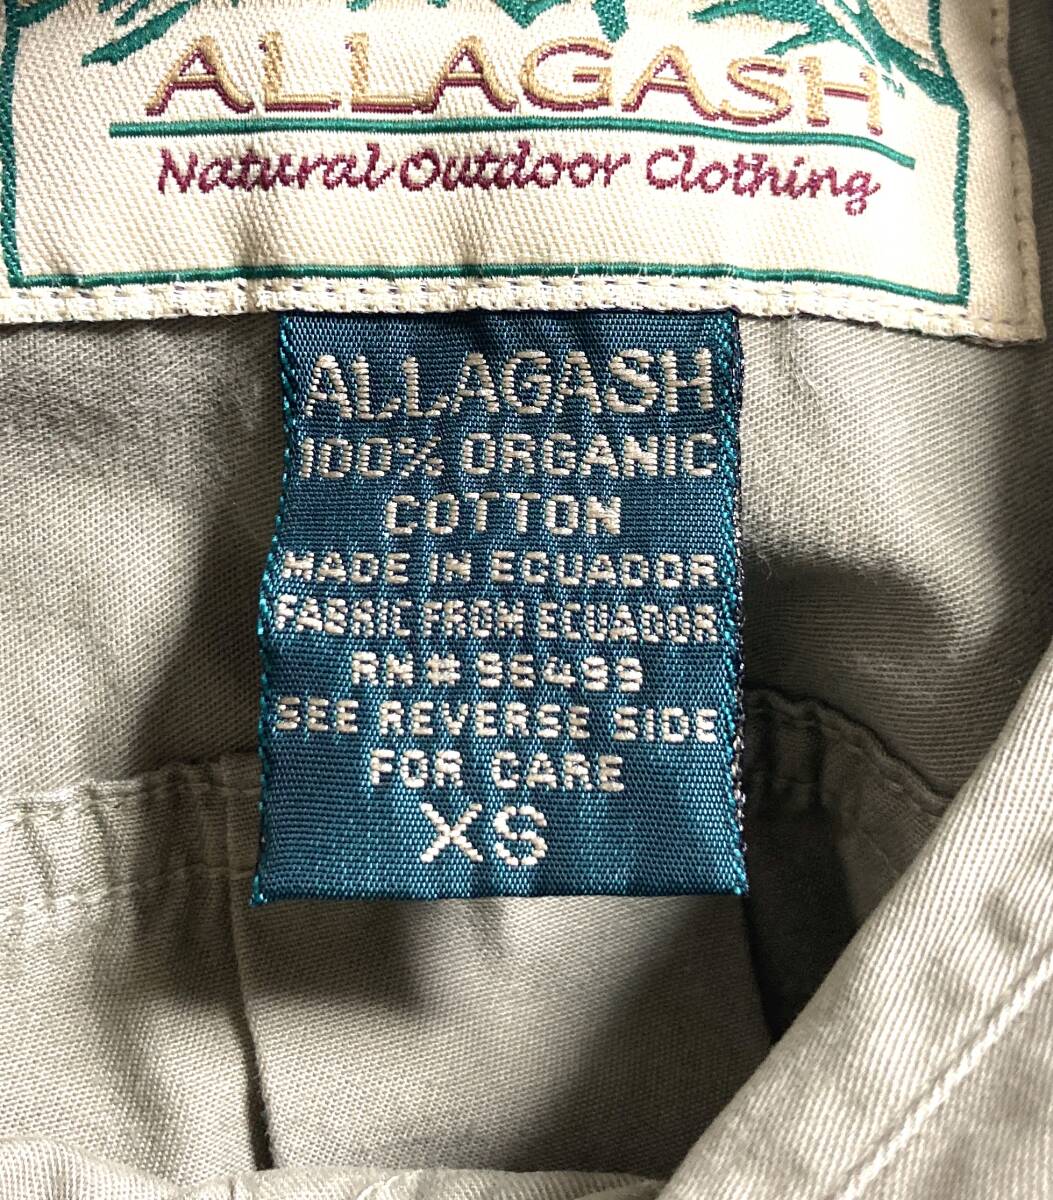 ALLAGASH
Natural Outdoor Clothing
ALLAGASH
100% ORGANIC
COTTON
MADE IN ECUADOR
FABRIC FROM ECUADOR
RN# 96499
SEE REVERSE SIDE
FOR CARE
XS